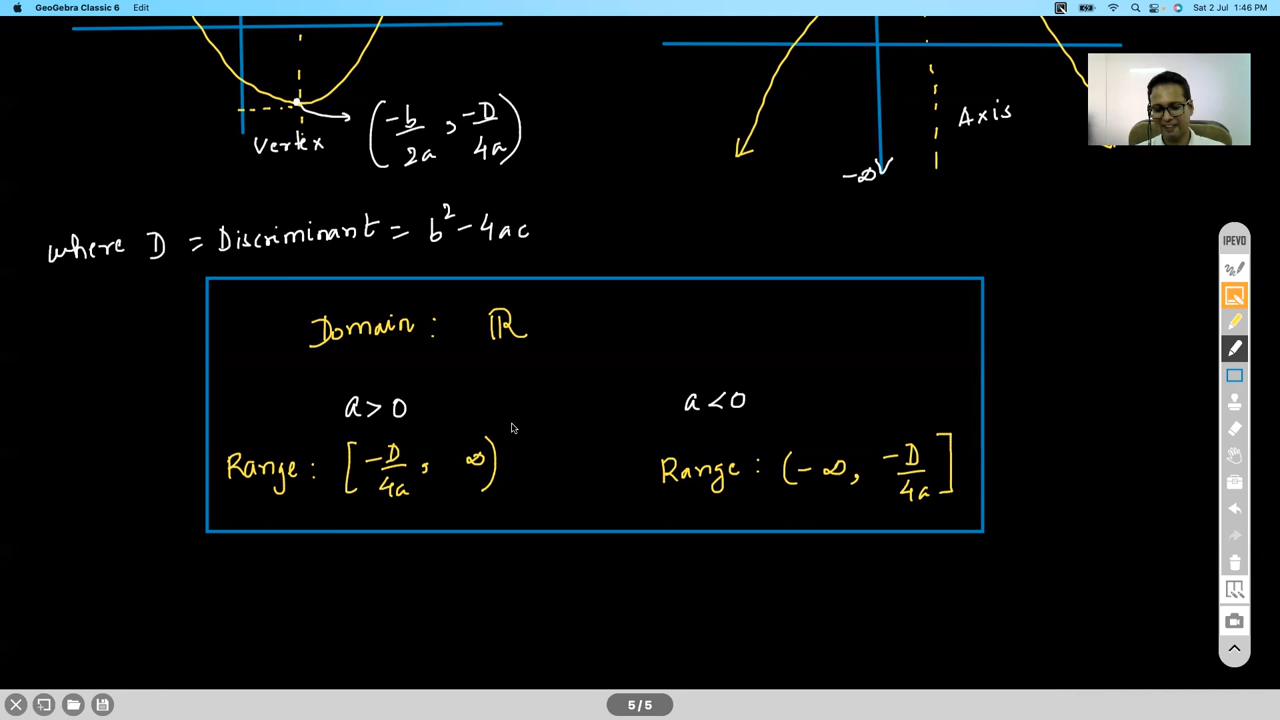 GeoGebra Classic 6 Edit Sat 2 Jul 1:46 PM
Vertex (-b/2a, -D/4a)
Axis
-∞
where D = Discriminant = b² - 4ac
IPEVO
Domain : ℝ
a > 0 a < 0
Range : [-D/4a, ∞) Range : (-∞, -D/4a]
5 / 5